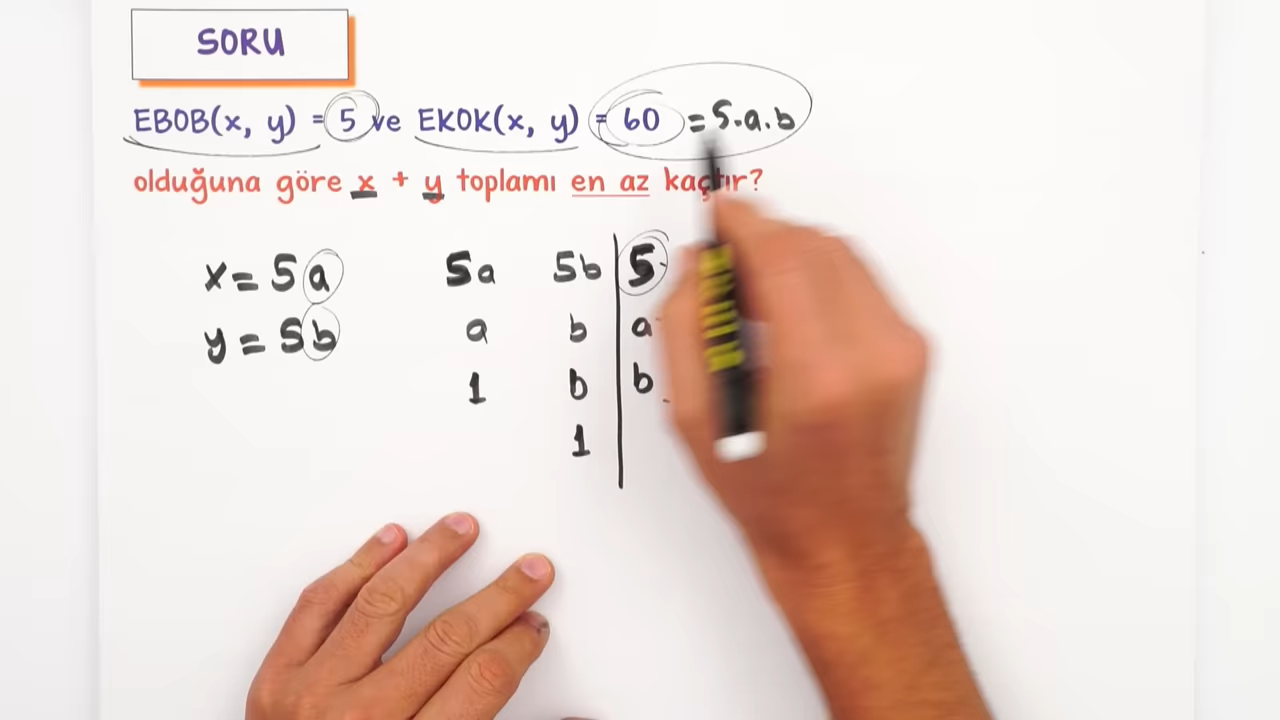 SORU
EBOB(x, y) = 5 ve EKOK(x, y) = 60 = 5.a.b
olduğuna göre x + y toplamı en az kaçtır?
x = 5a
y = 5b
5a 5b 5
a b a
1 b b
1